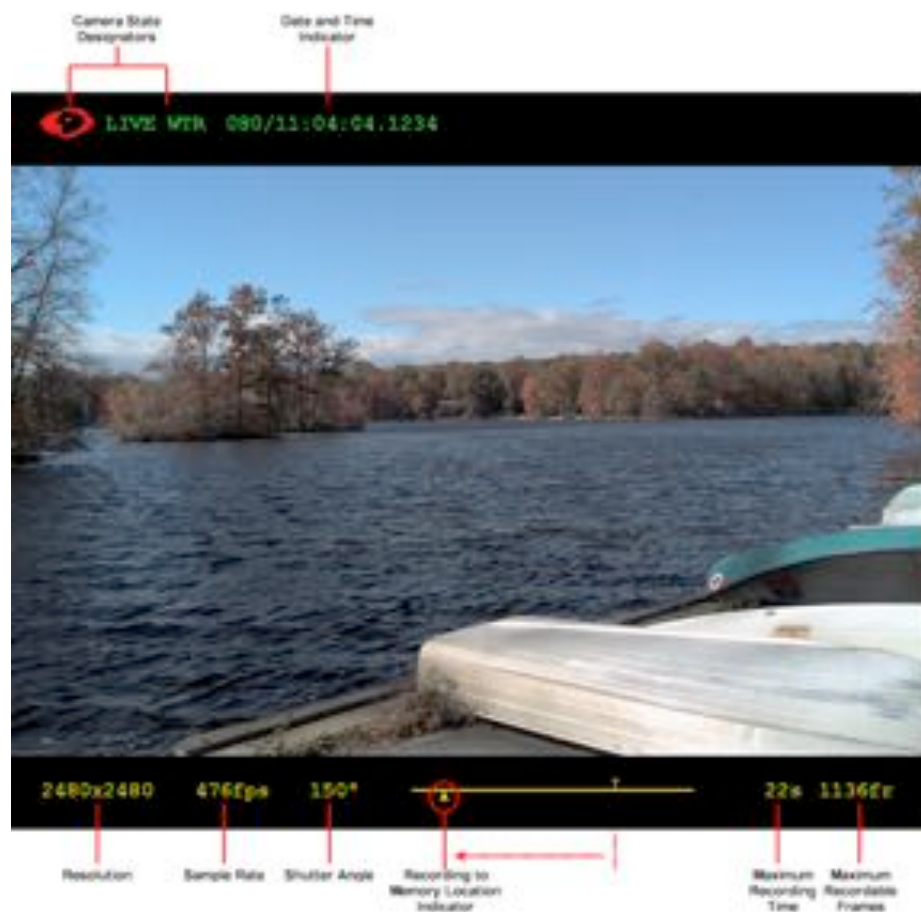 Camera State
Designators
Date and Time
Indicator
LIVE WTR 080/11:04:04.1234
2480x2480 476fps 150° T 22s 1136fr
Resolution
Sample Rate
Shutter Angle
Recording to
Memory Location
Indicator
Maximum
Recording
Time
Maximum
Recordable
Frames